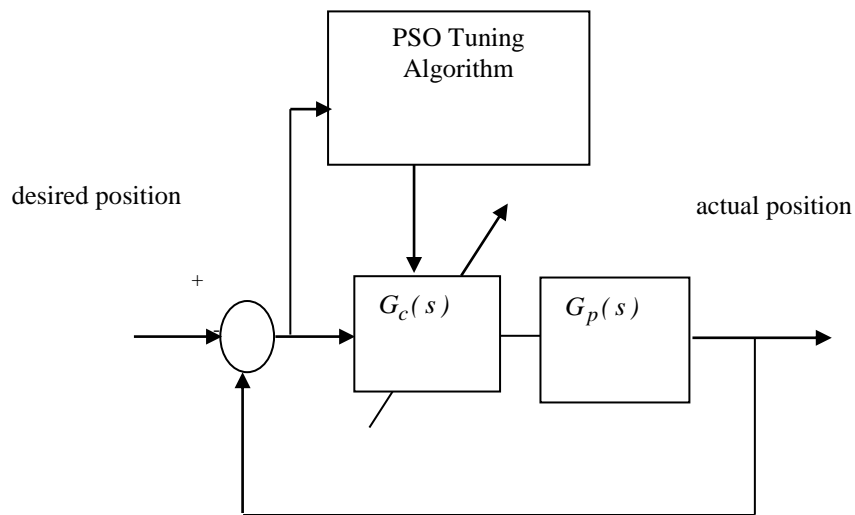 PSO Tuning
Algorithm
desired position
actual position
+
-
G_c(s)
G_p(s)